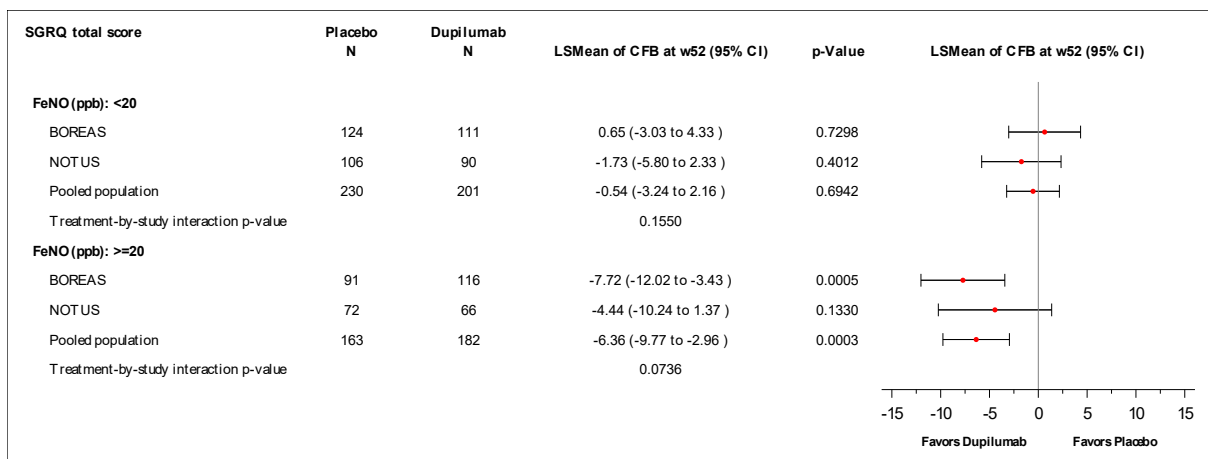 SGRQ total score Placebo N Dupilumab N LSMean of CFB at w52 (95% CI) p-Value LSMean of CFB at w52 (95% CI)
FeNO (ppb): <20
BOREAS 124 111 0.65 (-3.03 to 4.33) 0.7298
NOTUS 106 90 -1.73 (-5.80 to 2.33) 0.4012
Pooled population 230 201 -0.54 (-3.24 to 2.16) 0.6942
Treatment-by-study interaction p-value 0.1550
FeNO (ppb): >=20
BOREAS 91 116 -7.72 (-12.02 to -3.43) 0.0005
NOTUS 72 66 -4.44 (-10.24 to 1.37) 0.1330
Pooled population 163 182 -6.36 (-9.77 to -2.96) 0.0003
Treatment-by-study interaction p-value 0.0736
-15 -10 -5 0 5 10 15
Favors Dupilumab Favors Placebo